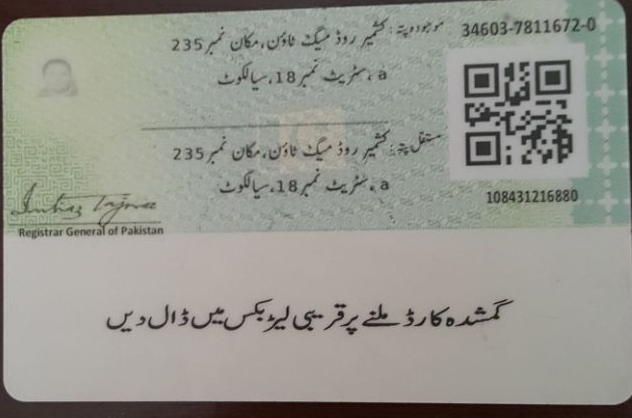 34603-7811672-0
موجودہ پتہ: کشمیر روڈ میگ ٹاؤن، مکان نمبر 235
a ،سٹریٹ نمبر 18، سیالکوٹ
مستقل پتہ: کشمیر روڈ میگ ٹاؤن، مکان نمبر 235
a ،سٹریٹ نمبر 18، سیالکوٹ
108431216880
Registrar General of Pakistan
گمشدہ کارڈ ملنے پر قریبی لیٹر بکس میں ڈال دیں